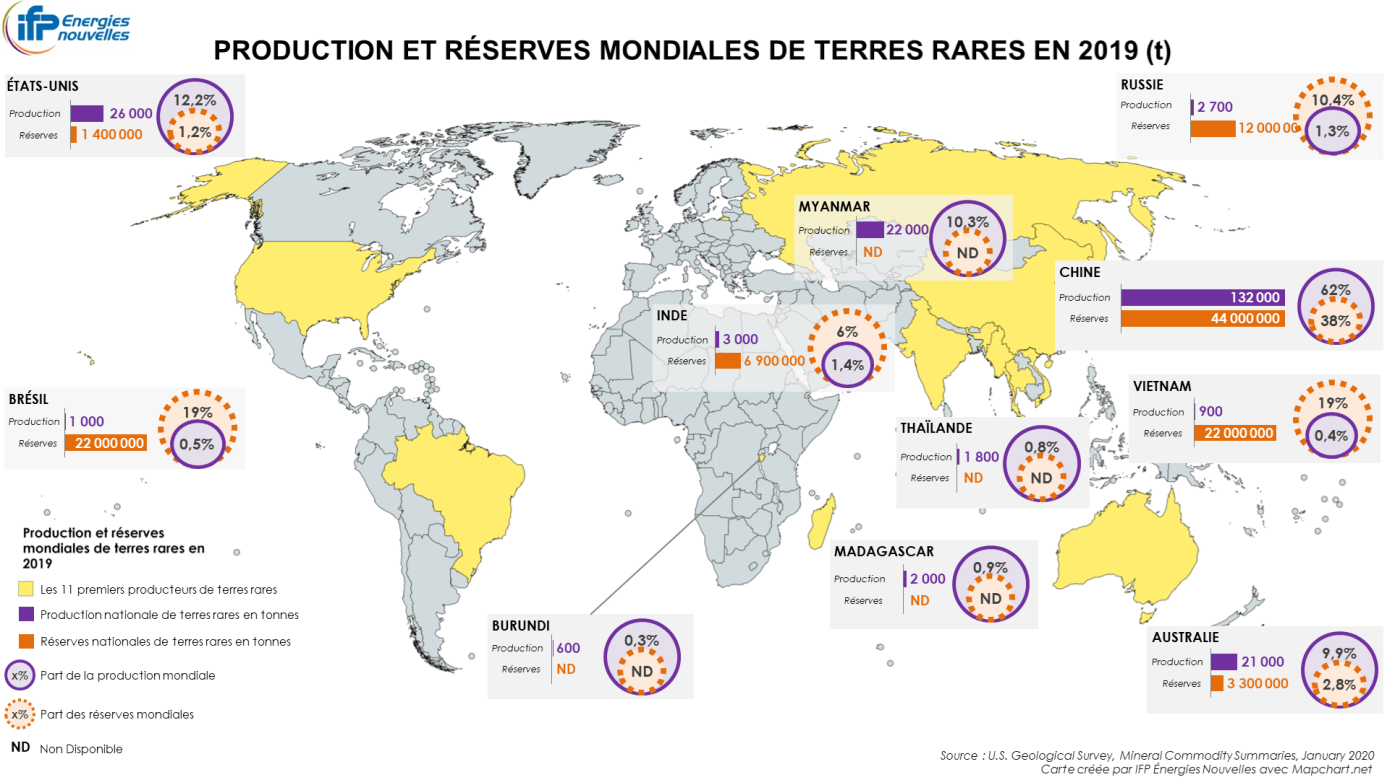 ifp Energies
nouvelles
PRODUCTION ET RÉSERVES MONDIALES DE TERRES RARES EN 2019 (t)
ÉTATS-UNIS
Production 26 000
Réserves 1 400 000
12,2%
1,2%
RUSSIE
Production 2 700
Réserves 12 000 00
10,4%
1,3%
MYANMAR
Production 22 000
Réserves ND
10,3%
ND
CHINE
Production 132 000
Réserves 44 000 000
62%
38%
INDE
Production 3 000
Réserves 6 900 000
6%
1,4%
BRÉSIL
Production 1 000
Réserves 22 000 000
19%
0,5%
VIETNAM
Production 900
Réserves 22 000 000
19%
0,4%
THAÏLANDE
Production 1 800
Réserves ND
0,8%
ND
MADAGASCAR
Production 2 000
Réserves ND
0,9%
ND
BURUNDI
Production 600
Réserves ND
0,3%
ND
AUSTRALIE
Production 21 000
Réserves 3 300 000
9,9%
2,8%
Production et réserves
mondiales de terres rares en
2019
Les 11 premiers producteurs de terres rares
Production nationale de terres rares en tonnes
Réserves nationales de terres rares en tonnes
x% Part de la production mondiale
x% Part des réserves mondiales
ND Non Disponible
Source : U.S. Geological Survey, Mineral Commodity Summaries, January 2020
Carte créée par IFP Énergies Nouvelles avec Mapchart.net